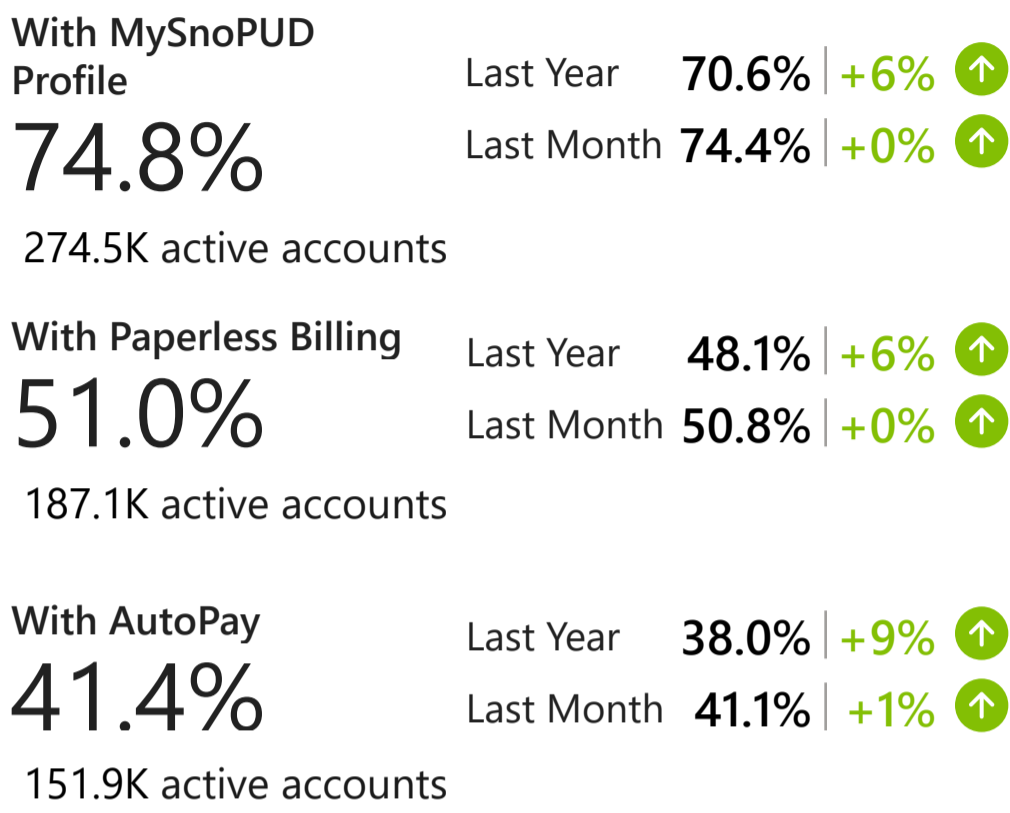 With MySnoPUD
Profile
74.8%
274.5K active accounts
Last Year 70.6% +6%
Last Month 74.4% +0%
With Paperless Billing
51.0%
187.1K active accounts
Last Year 48.1% +6%
Last Month 50.8% +0%
With AutoPay
41.4%
151.9K active accounts
Last Year 38.0% +9%
Last Month 41.1% +1%